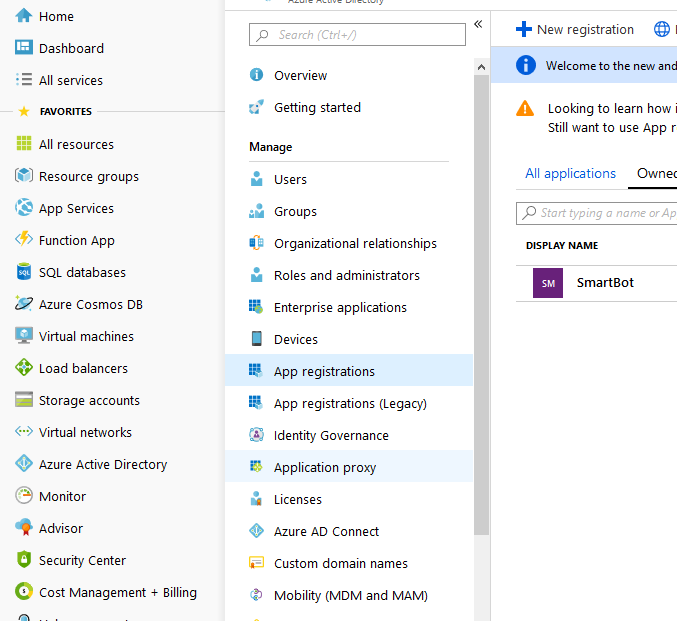 Home
Dashboard
All services
FAVORITES
All resources
Resource groups
App Services
Function App
SQL databases
Azure Cosmos DB
Virtual machines
Load balancers
Storage accounts
Virtual networks
Azure Active Directory
Monitor
Advisor
Security Center
Cost Management + Billing
Azure Active Directory
Search (Ctrl+/)
Overview
Getting started
Manage
Users
Groups
Organizational relationships
Roles and administrators
Enterprise applications
Devices
App registrations
App registrations (Legacy)
Identity Governance
Application proxy
Licenses
Azure AD Connect
Custom domain names
Mobility (MDM and MAM)
New registration
Welcome to the new and
Looking to learn how i
Still want to use App r
All applications Owned
Start typing a name or Ap
DISPLAY NAME
SM SmartBot